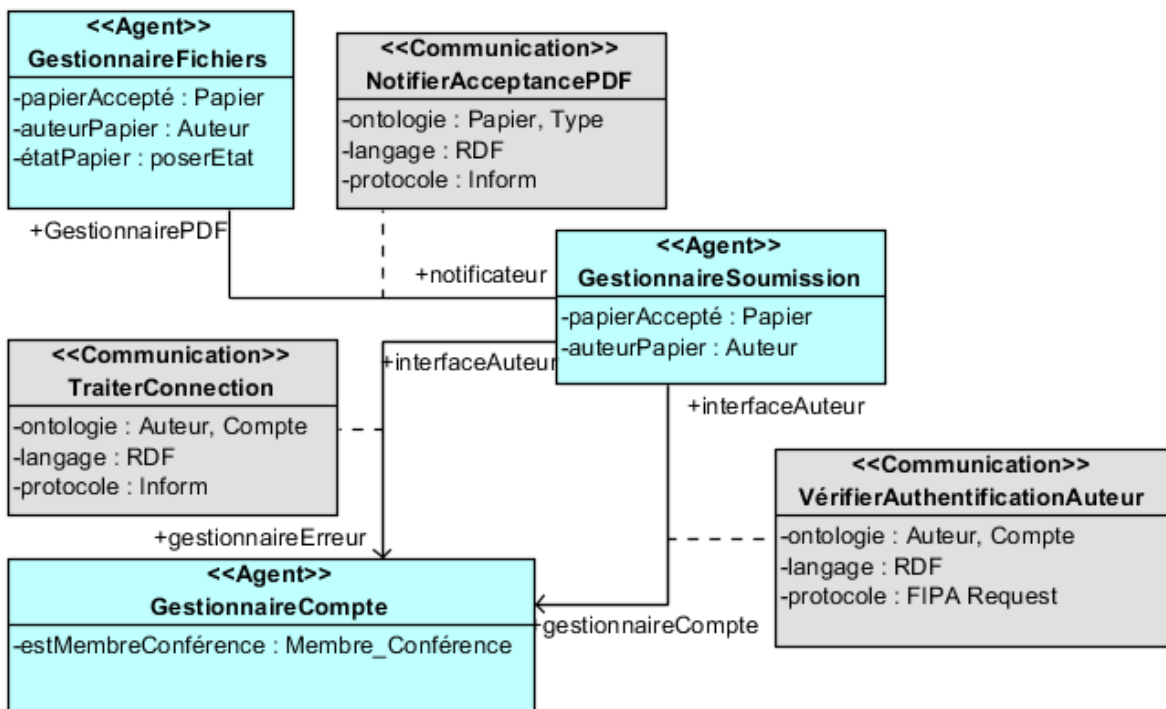 <<Agent>>
GestionnaireFichiers
-papierAccepté : Papier
-auteurPapier : Auteur
-étatPapier : poserEtat
<<Communication>>
NotifierAcceptancePDF
-ontologie : Papier, Type
-langage : RDF
-protocole : Inform
+GestionnairePDF
+notificateur
<<Agent>>
GestionnaireSoumission
-papierAccepté : Papier
-auteurPapier : Auteur
<<Communication>>
TraiterConnection
-ontologie : Auteur, Compte
-langage : RDF
-protocole : Inform
+interfaceAuteur
+interfaceAuteur
<<Communication>>
VérifierAuthentificationAuteur
-ontologie : Auteur, Compte
-langage : RDF
-protocole : FIPA Request
+gestionnaireErreur
+gestionnaireCompte
<<Agent>>
GestionnaireCompte
-estMembreConférence : Membre_Conférence